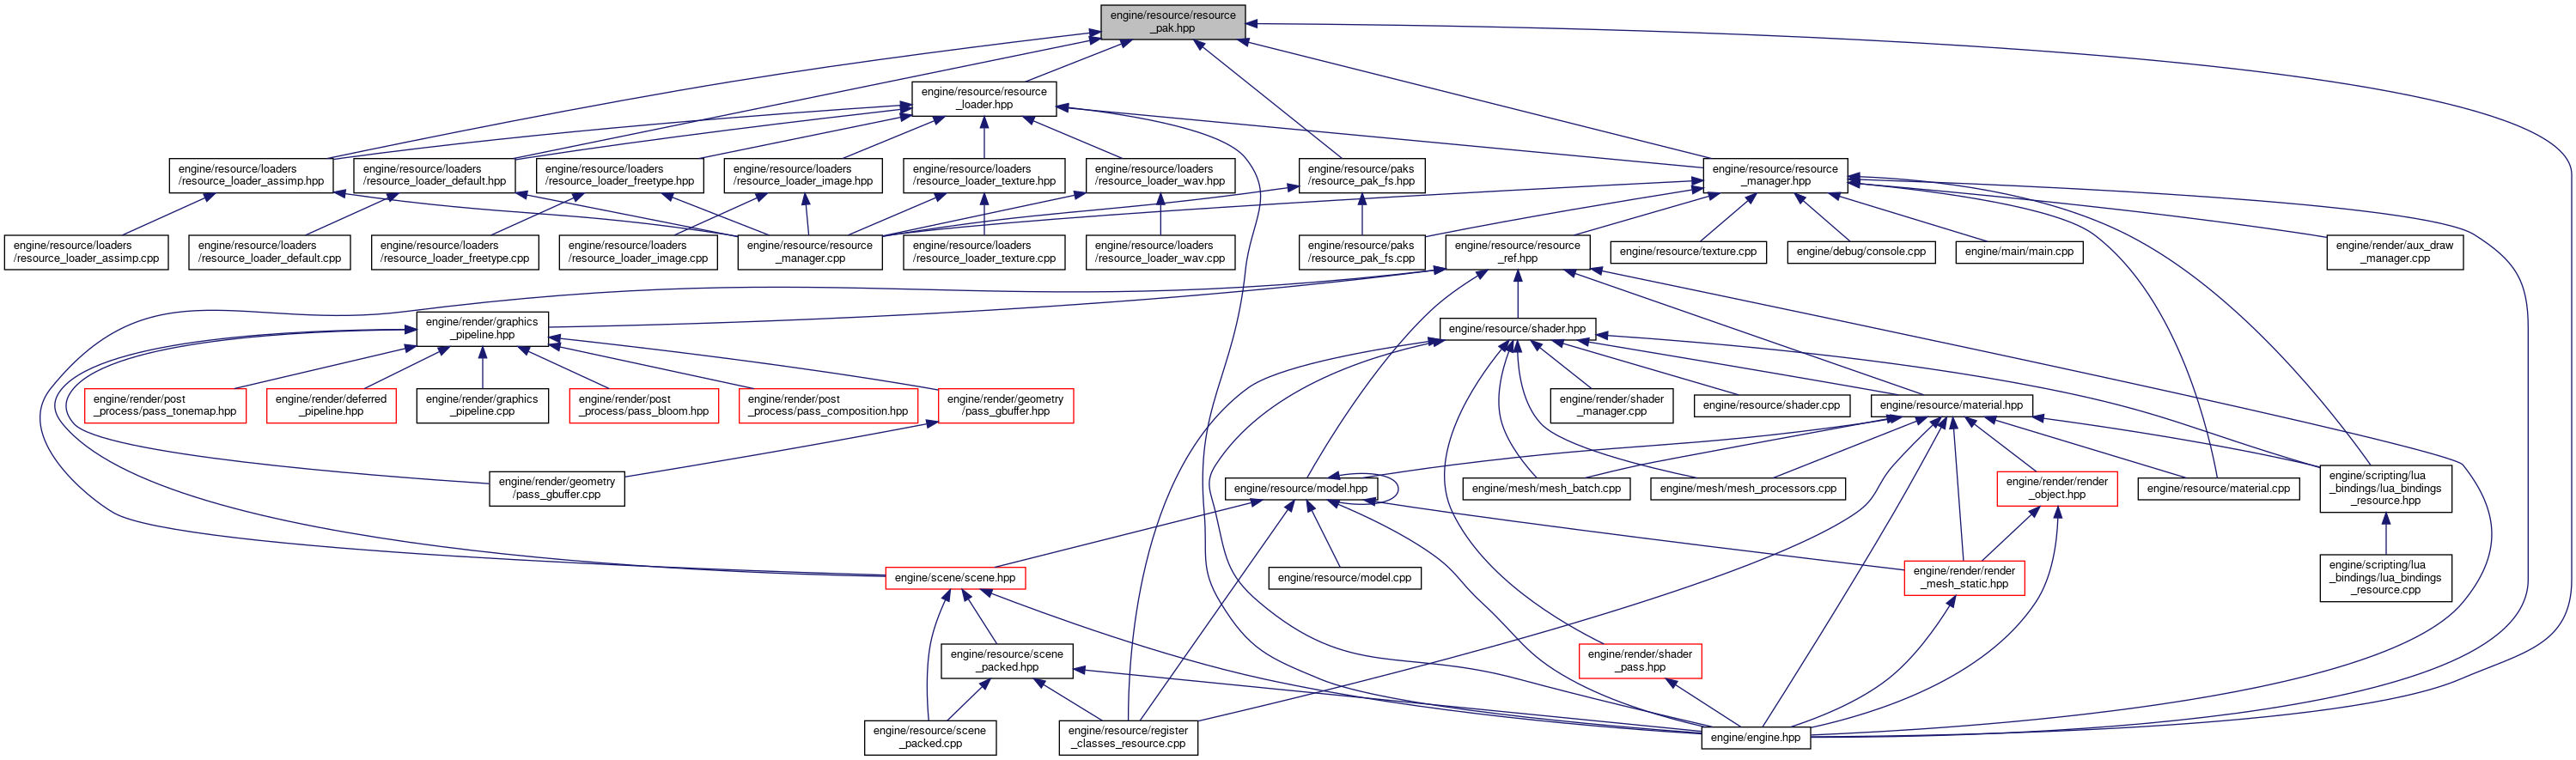 engine/resource/resource
_pak.hpp
engine/resource/resource
_loader.hpp
engine/resource/loaders
/resource_loader_assimp.hpp
engine/resource/loaders
/resource_loader_default.hpp
engine/resource/loaders
/resource_loader_freetype.hpp
engine/resource/loaders
/resource_loader_image.hpp
engine/resource/loaders
/resource_loader_texture.hpp
engine/resource/loaders
/resource_loader_wav.hpp
engine/resource/paks
/resource_pak_fs.hpp
engine/resource/resource
_manager.hpp
engine/resource/loaders
/resource_loader_assimp.cpp
engine/resource/loaders
/resource_loader_default.cpp
engine/resource/loaders
/resource_loader_freetype.cpp
engine/resource/loaders
/resource_loader_image.cpp
engine/resource/resource
_manager.cpp
engine/resource/loaders
/resource_loader_texture.cpp
engine/resource/loaders
/resource_loader_wav.cpp
engine/resource/paks
/resource_pak_fs.cpp
engine/resource/resource
_ref.hpp
engine/resource/texture.cpp
engine/debug/console.cpp
engine/main/main.cpp
engine/render/aux_draw
_manager.cpp
engine/render/graphics
_pipeline.hpp
engine/resource/shader.hpp
engine/render/post
_process/pass_tonemap.hpp
engine/render/deferred
_pipeline.hpp
engine/render/graphics
_pipeline.cpp
engine/render/post
_process/pass_bloom.hpp
engine/render/post
_process/pass_composition.hpp
engine/render/geometry
/pass_gbuffer.hpp
engine/render/shader
_manager.cpp
engine/resource/shader.cpp
engine/resource/material.hpp
engine/render/geometry
/pass_gbuffer.cpp
engine/resource/model.hpp
engine/mesh/mesh_batch.cpp
engine/mesh/mesh_processors.cpp
engine/render/render
_object.hpp
engine/resource/material.cpp
engine/scripting/lua
_bindings/lua_bindings
_resource.hpp
engine/scene/scene.hpp
engine/resource/model.cpp
engine/render/render
_mesh_static.hpp
engine/scripting/lua
_bindings/lua_bindings
_resource.cpp
engine/resource/scene
_packed.hpp
engine/render/shader
_pass.hpp
engine/resource/scene
_packed.cpp
engine/resource/register
_classes_resource.cpp
engine/engine.hpp